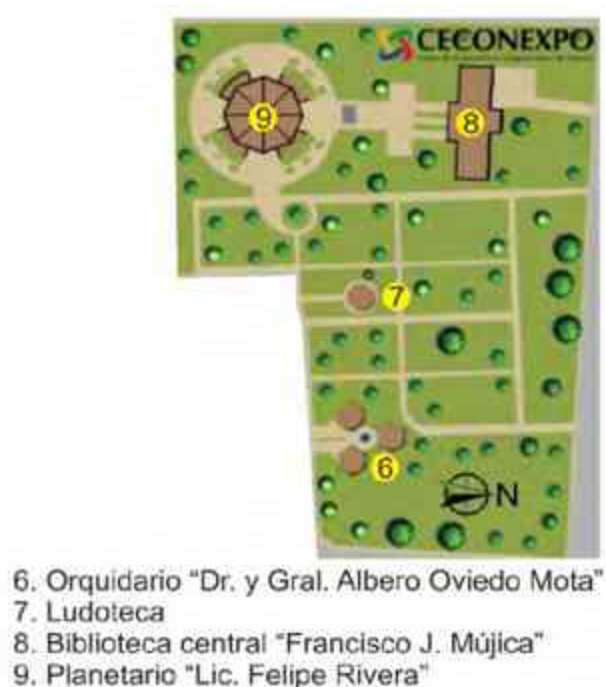 CECONEXPO
9
8
7
6
N
6. Orquidario "Dr. y Gral. Albero Oviedo Mota"
7. Ludoteca
8. Biblioteca central "Francisco J. Mújica"
9. Planetario "Lic. Felipe Rivera"